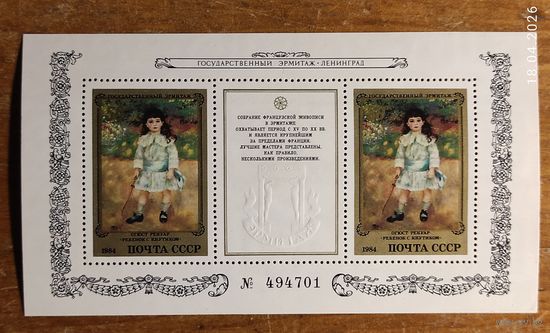 ГОСУДАРСТВЕННЫЙ ЭРМИТАЖ · ЛЕНИНГРАД
ГОСУДАРСТВЕННЫЙ ЭРМИТАЖ
ОГЮСТ РЕНУАР
«РЕБЕНОК С КНУТИКОМ»
1984 ПОЧТА СССР
СОБРАНИЕ ФРАНЦУЗСКОЙ ЖИВОПИСИ
В ЭРМИТАЖЕ
ОХВАТЫВАЕТ ПЕРИОД С XV ПО XX ВВ.
И ЯВЛЯЕТСЯ КРУПНЕЙШИМ
ЗА ПРЕДЕЛАМИ ФРАНЦИИ.
ЛУЧШИЕ МАСТЕРА ПРЕДСТАВЛЕНЫ,
КАК ПРАВИЛО,
НЕСКОЛЬКИМИ ПРОИЗВЕДЕНИЯМИ.
ГОСУДАРСТВЕННЫЙ ЭРМИТАЖ
ОГЮСТ РЕНУАР
«РЕБЕНОК С КНУТИКОМ»
1984 ПОЧТА СССР
№ 494701
18.04.2026